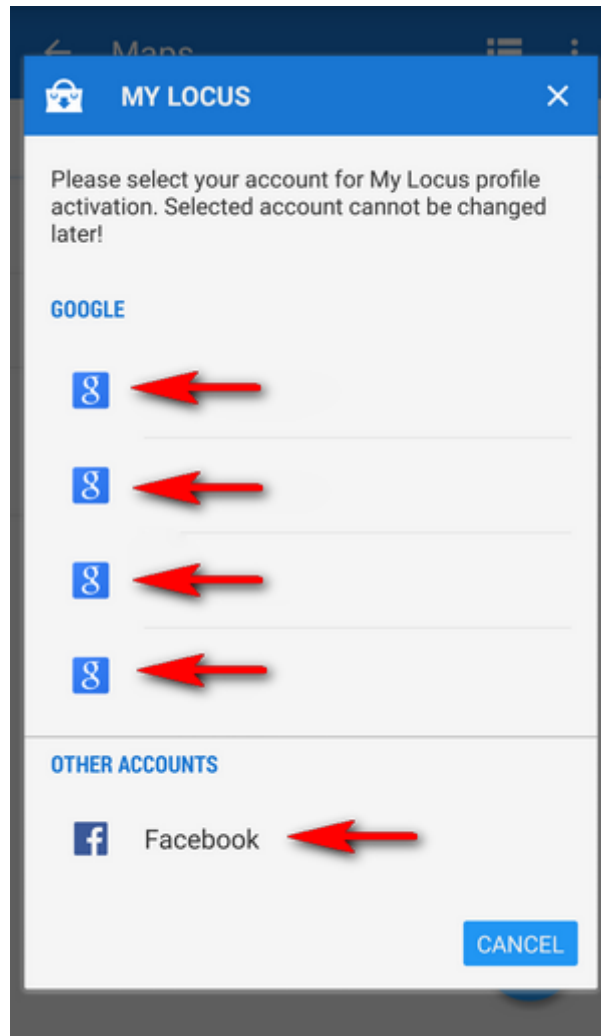 Maps
MY LOCUS
Please select your account for My Locus profile
activation. Selected account cannot be changed
later!
GOOGLE
g
g
g
g
OTHER ACCOUNTS
f Facebook
CANCEL